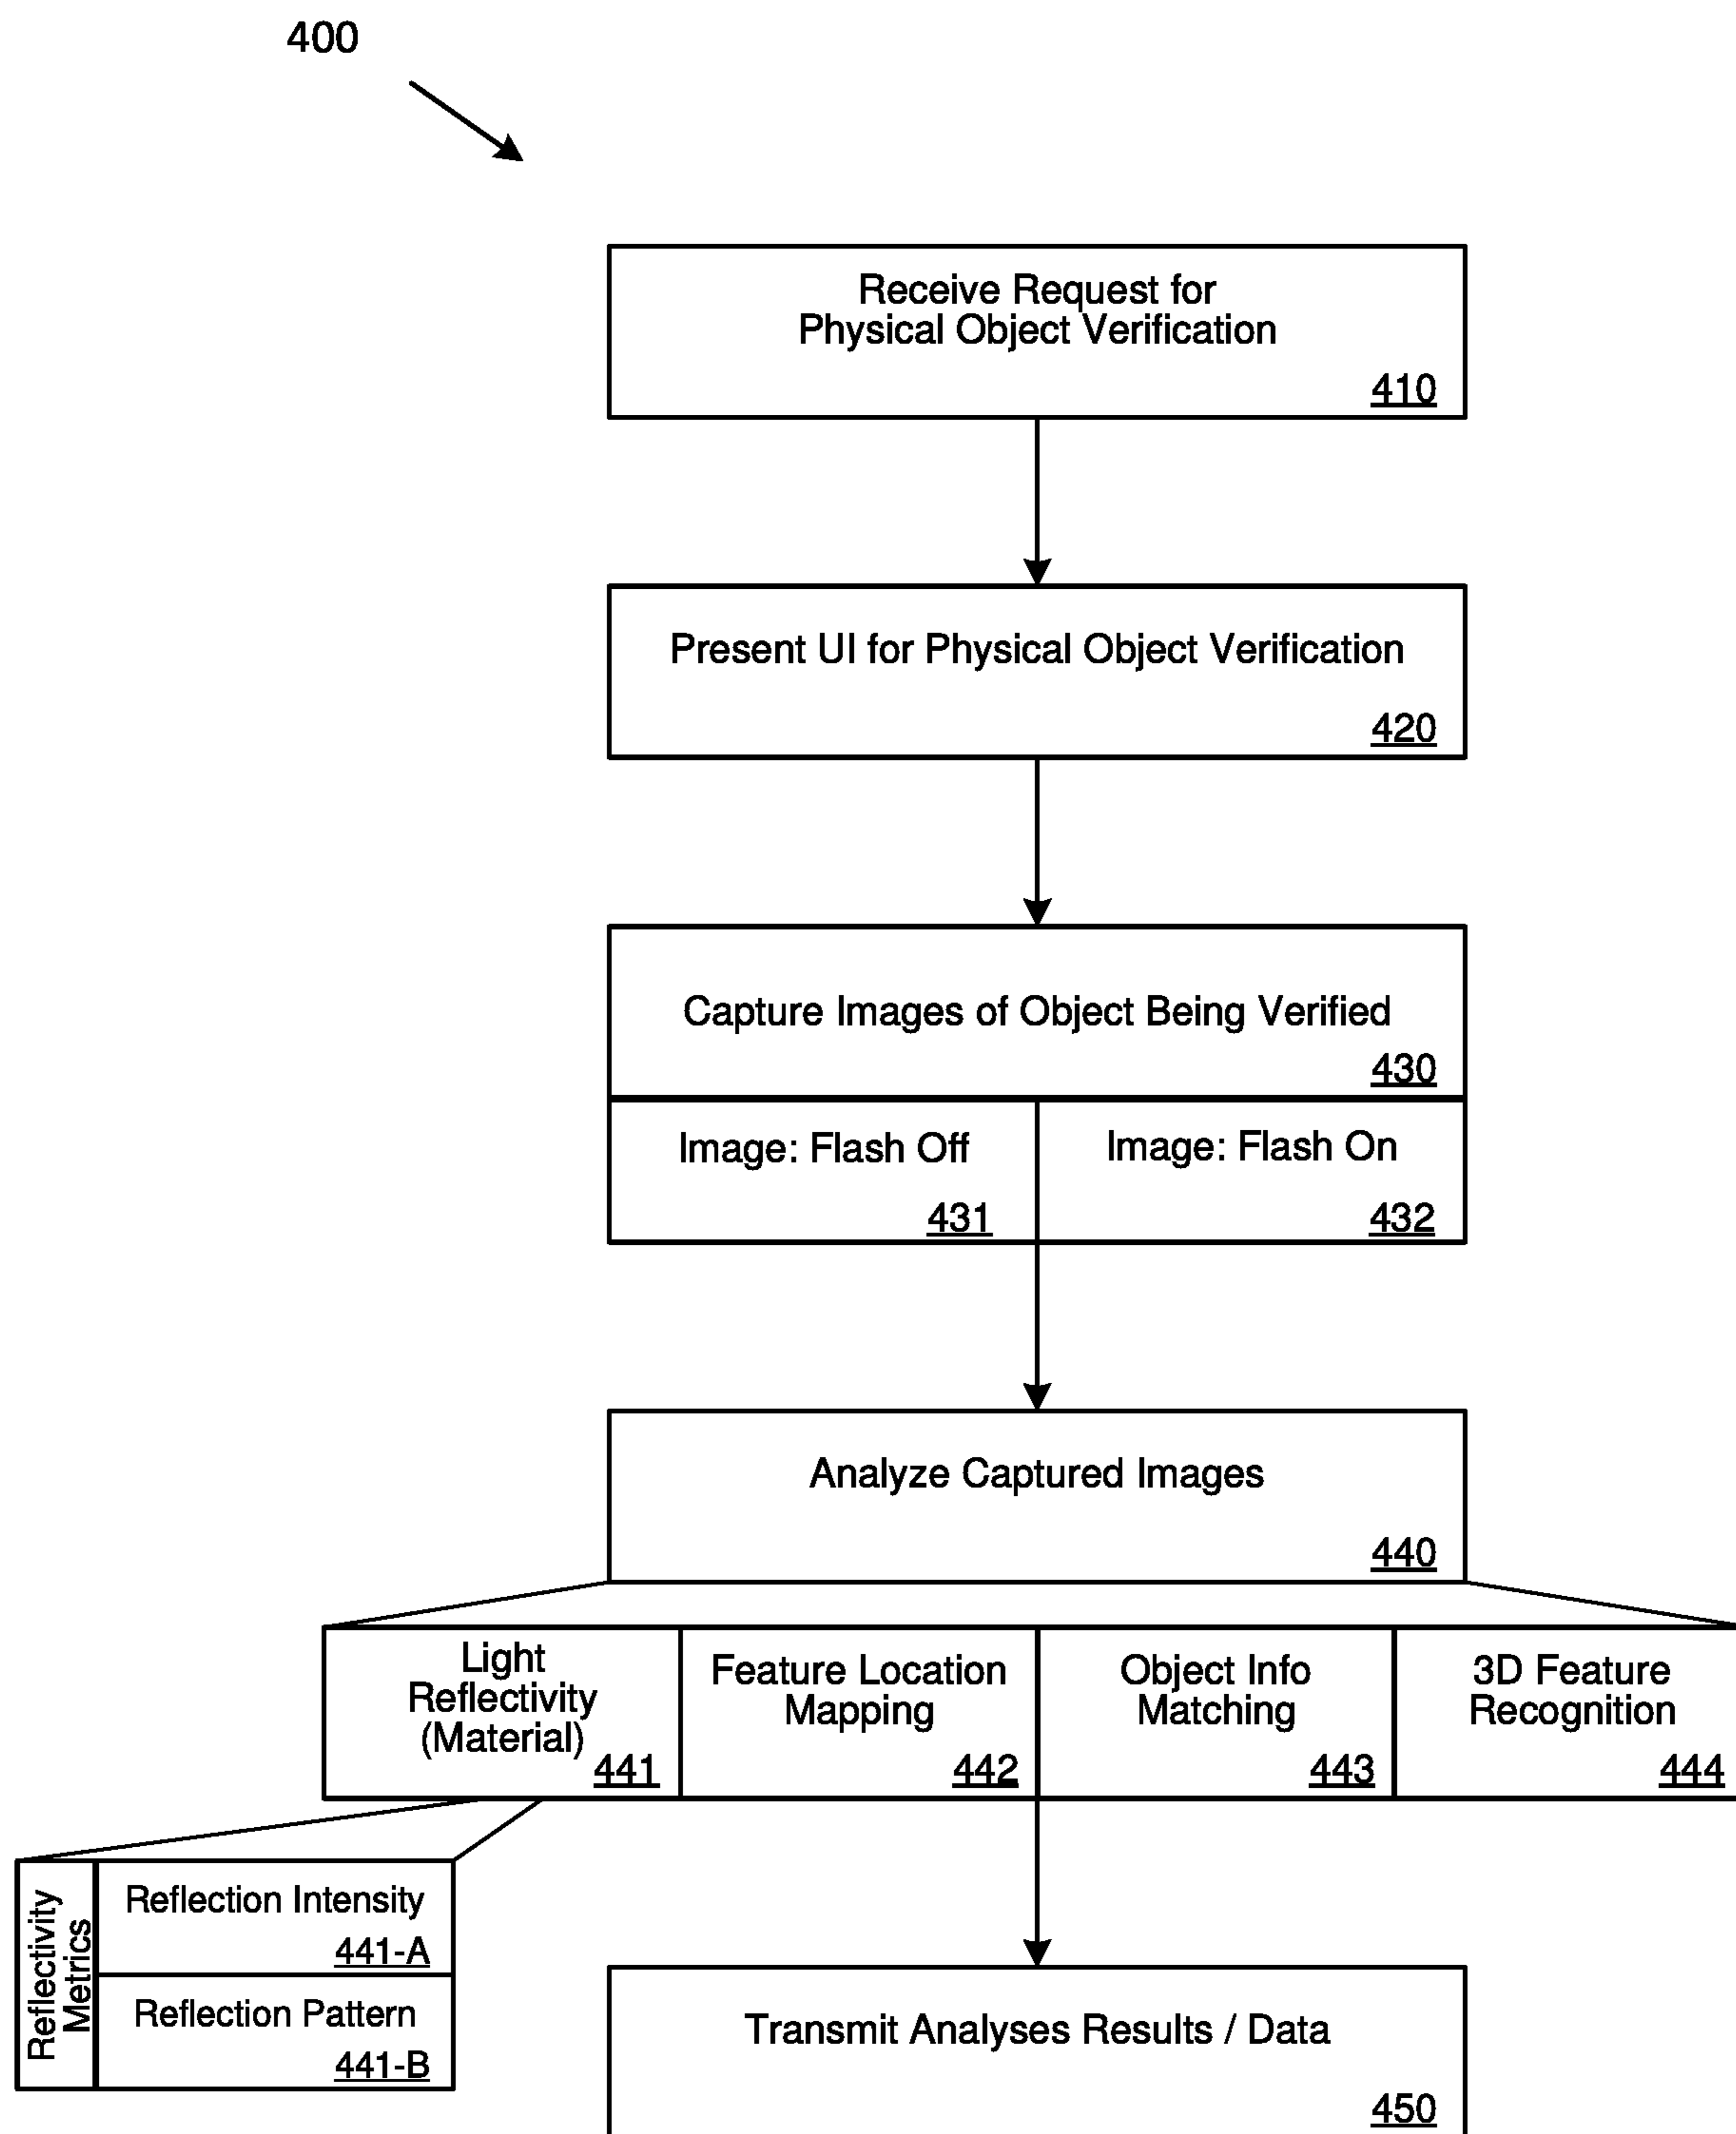 400
Receive Request for
Physical Object Verification
410
Present UI for Physical Object Verification
420
Capture Images of Object Being Verified
430
Image: Flash Off
431
Image: Flash On
432
Analyze Captured Images
440
Light
Reflectivity
(Material)
441
Feature Location
Mapping
442
Object Info
Matching
443
3D Feature
Recognition
444
Reflectivity
Metrics
Reflection Intensity
441-A
Reflection Pattern
441-B
Transmit Analyses Results / Data
450